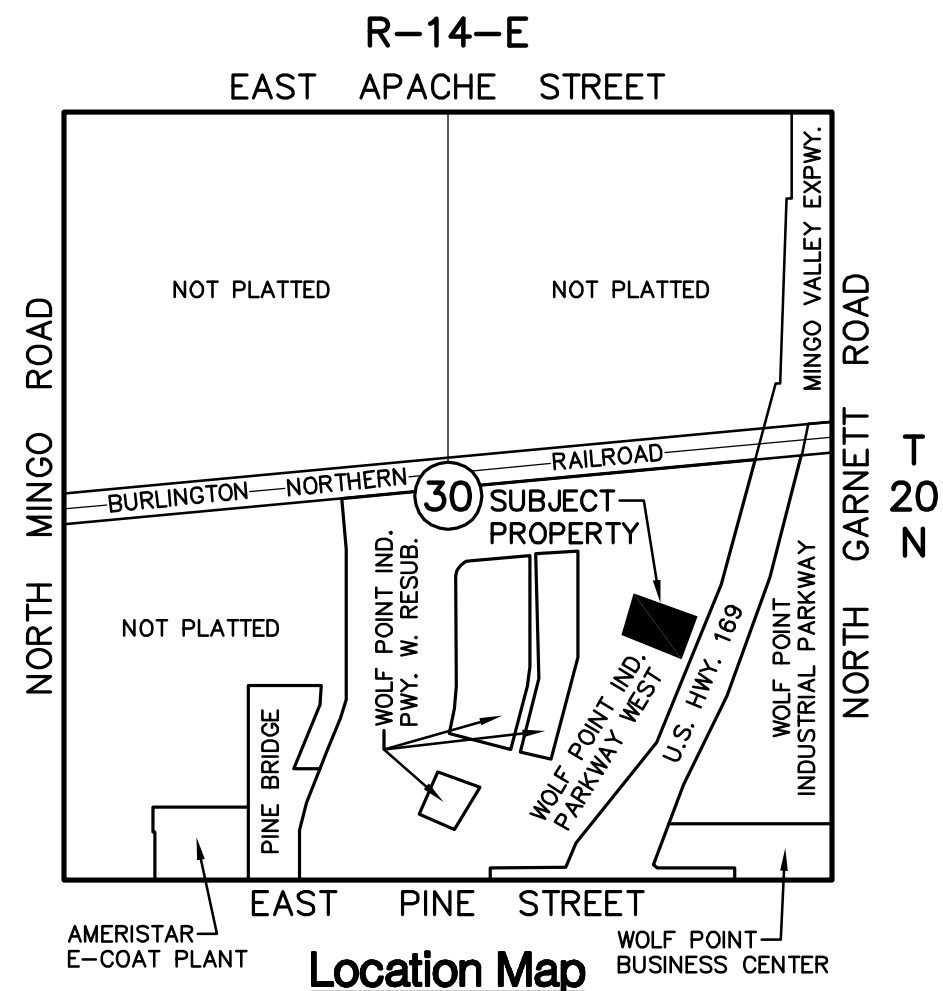 R-14-E
EAST APACHE STREET
MINGO VALLEY EXPWY.
NOT PLATTED
NOT PLATTED
NORTH MINGO ROAD
NORTH GARNETT ROAD
T
20
N
BURLINGTON NORTHERN RAILROAD
30
SUBJECT
PROPERTY
WOLF POINT IND.
PWY. W. RESUB.
NOT PLATTED
WOLF POINT IND.
PARKWAY WEST
U.S. HWY. 169
WOLF POINT
INDUSTRIAL PARKWAY
PINE BRIDGE
EAST PINE STREET
AMERISTAR
E-COAT PLANT
WOLF POINT
BUSINESS CENTER
Location Map